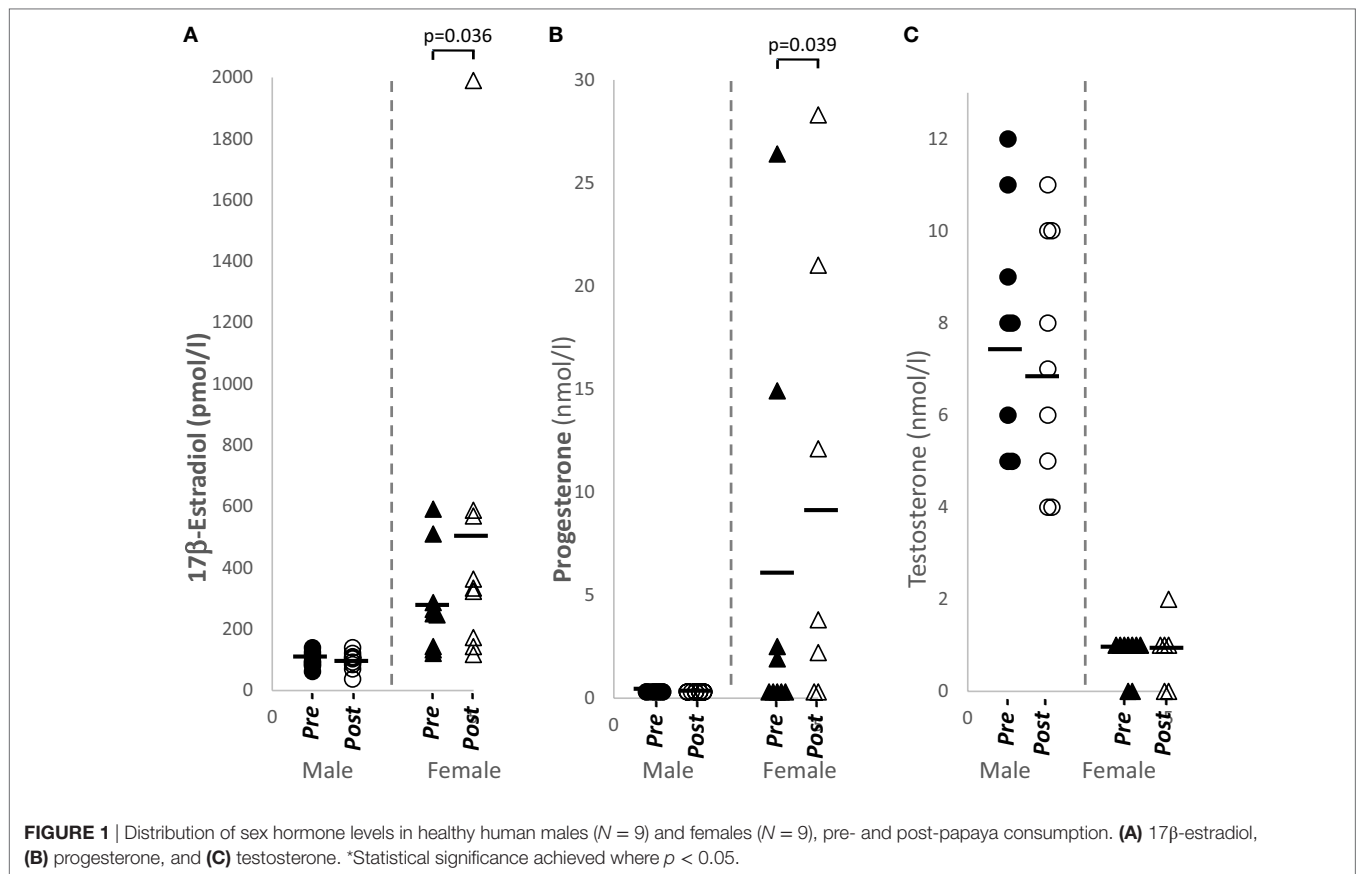 A
p=0.036
17β-Estradiol (pmol/l)
2000
1800
1600
1400
1200
1000
800
600
400
200
0
0
Pre
Post
Pre
Post
Male
Female
B
p=0.039
Progesterone (nmol/l)
30
25
20
15
10
5
0
0
Pre
Post
Pre
Post
Male
Female
C
Testosterone (nmol/l)
12
10
8
6
4
2
0
0
Pre -
Post -
Pre -
Post -
Male
Female
FIGURE 1 | Distribution of sex hormone levels in healthy human males (N = 9) and females (N = 9), pre- and post-papaya consumption. (A) 17β-estradiol,
(B) progesterone, and (C) testosterone. *Statistical significance achieved where p < 0.05.